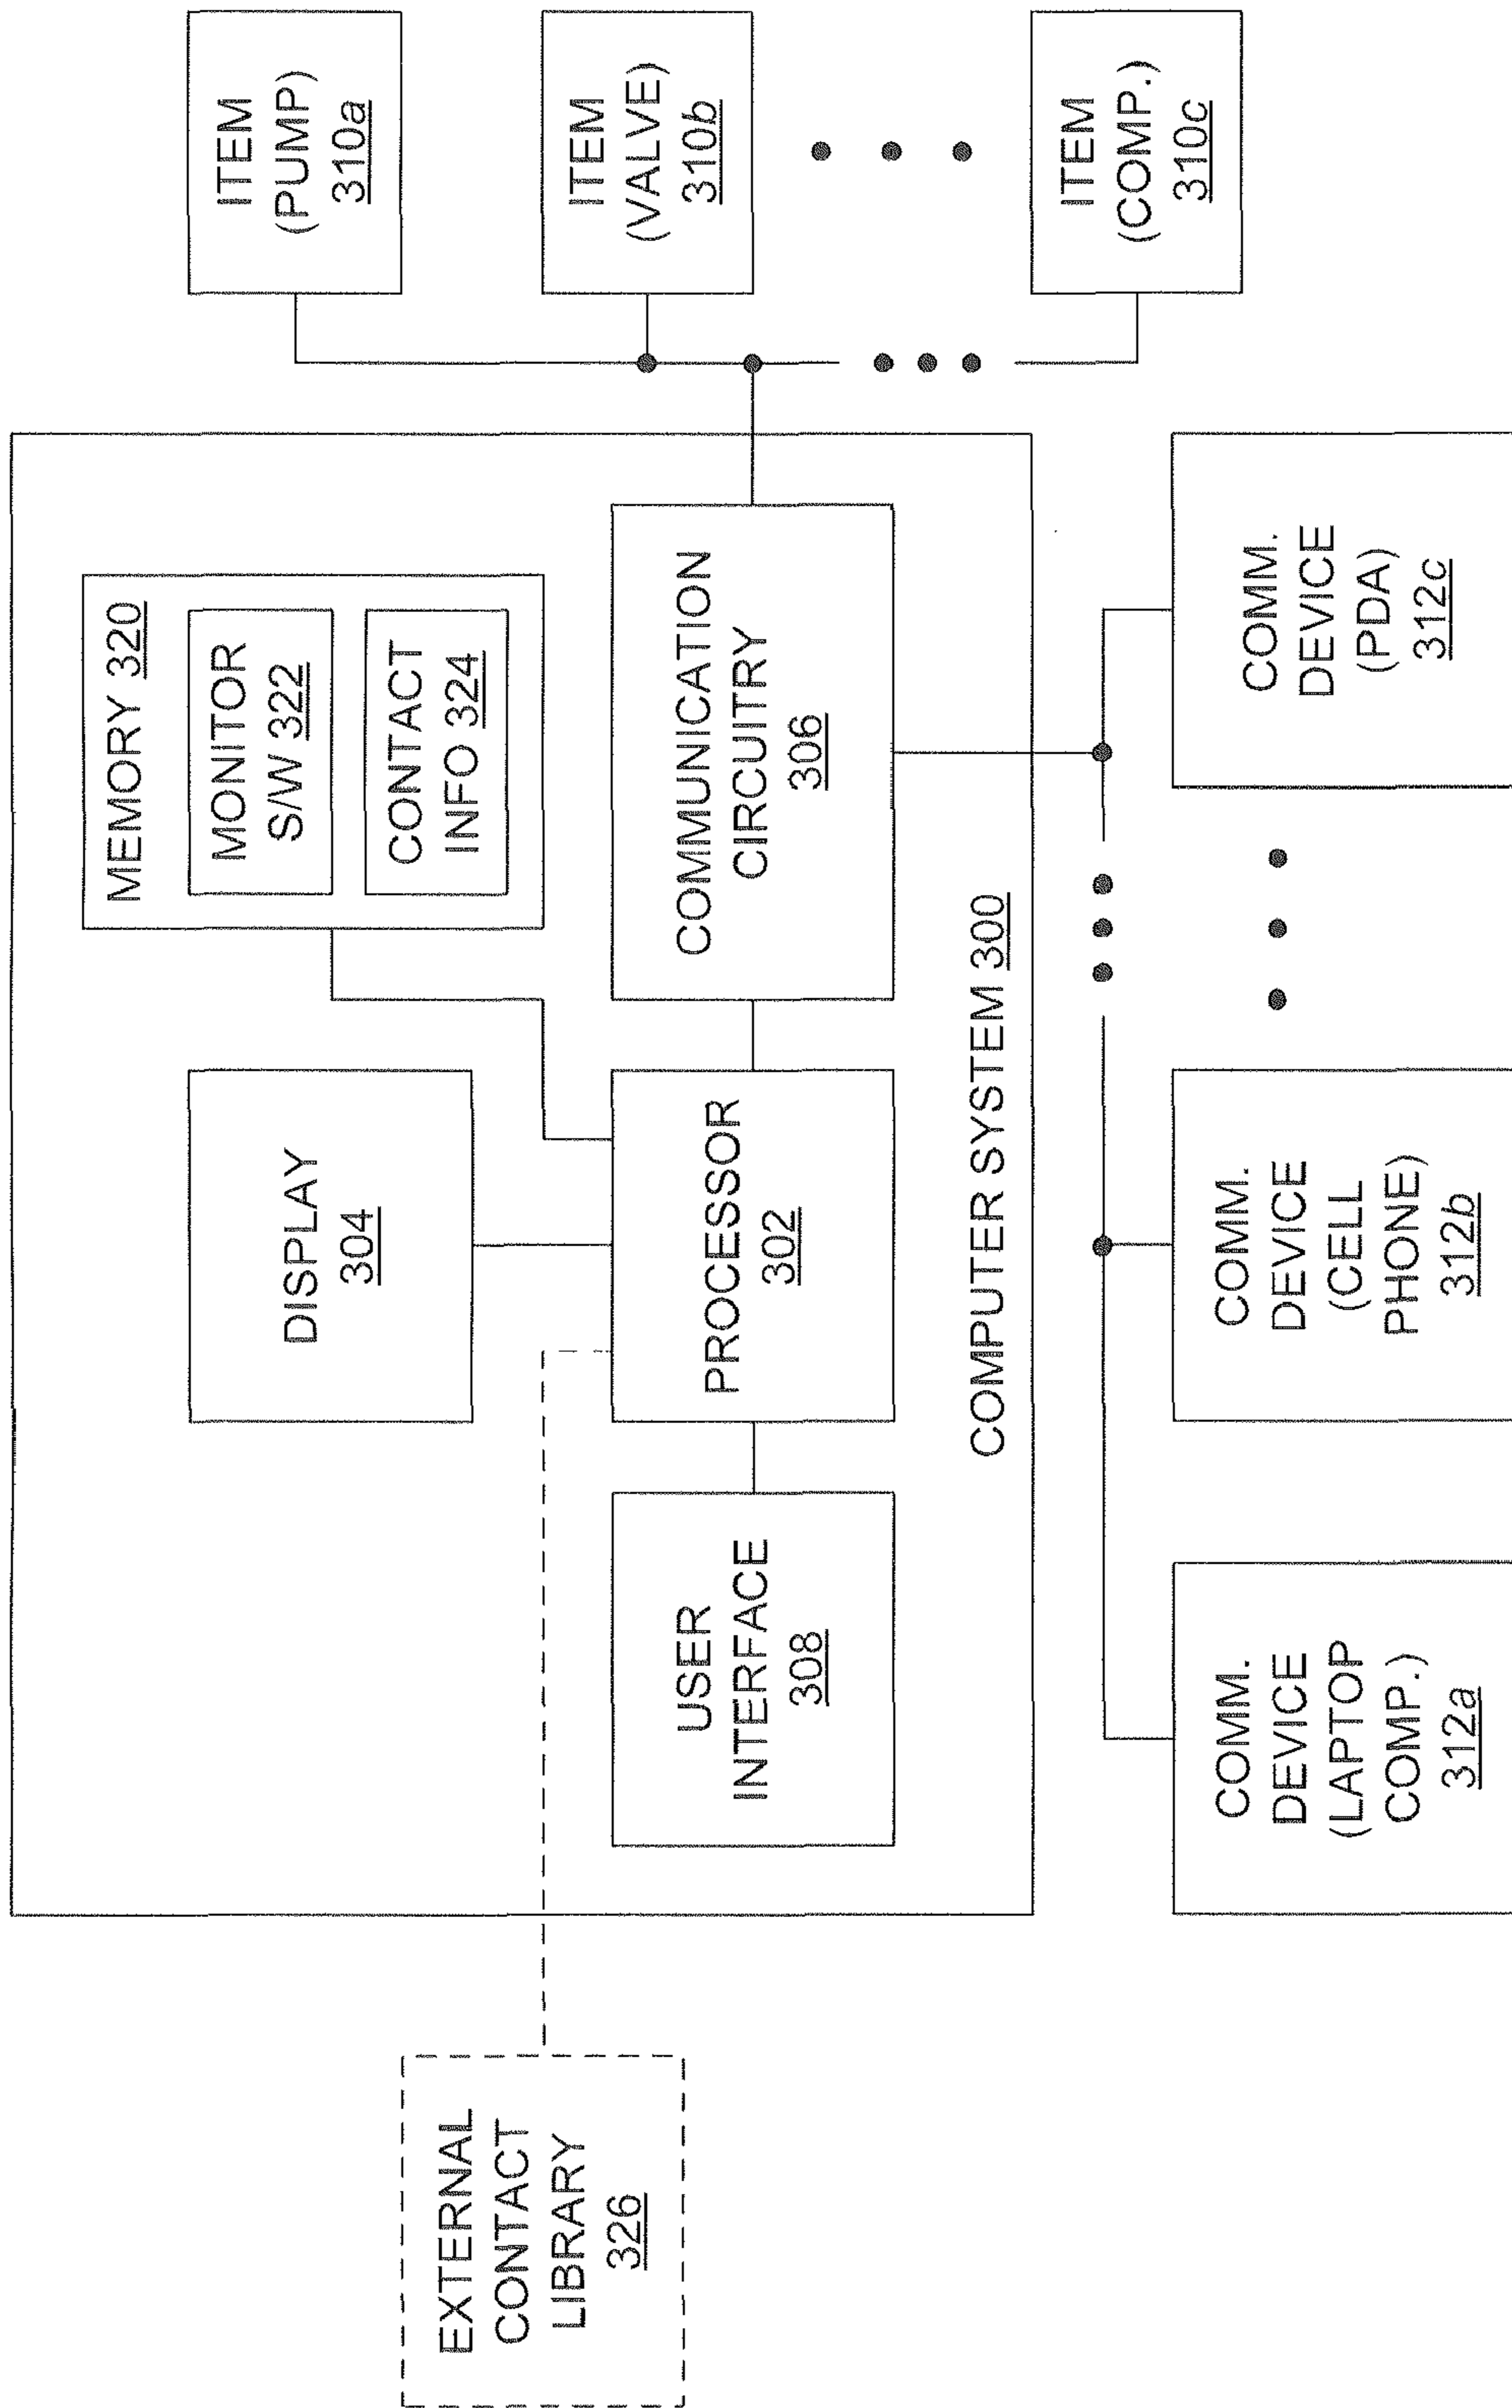 EXTERNAL
CONTACT
LIBRARY
326
DISPLAY
304
MEMORY 320
MONITOR
S/W 322
CONTACT
INFO 324
USER
INTERFACE
308
PROCESSOR
302
COMMUNICATION
CIRCUITRY
306
COMPUTER SYSTEM 300
ITEM
(PUMP)
310a
ITEM
(VALVE)
310b
ITEM
(COMP.)
310c
COMM.
DEVICE
(LAPTOP
COMP.)
312a
COMM.
DEVICE
(CELL
PHONE)
312b
COMM.
DEVICE
(PDA)
312c